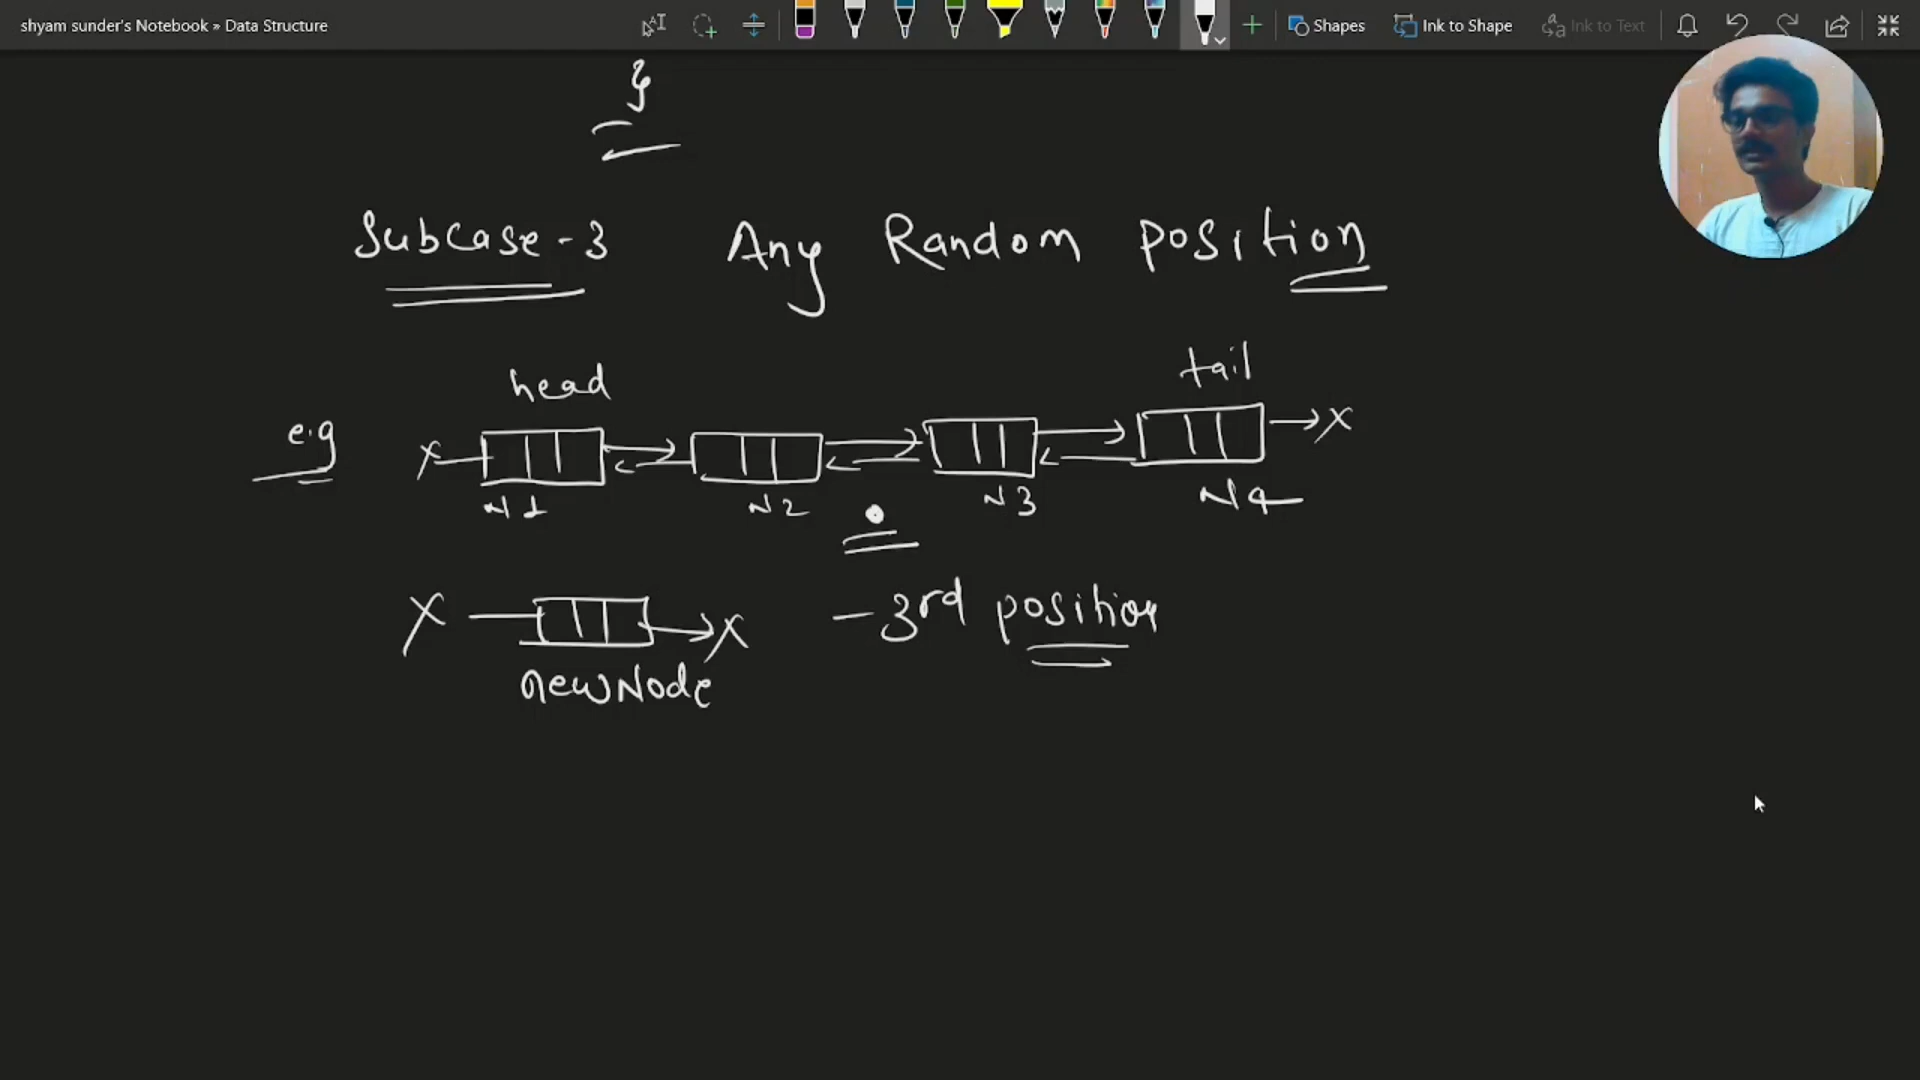 shyam sunder's Notebook » Data Structure
Shapes
Ink to Shape
Ink to Text
}
Subcase-3 Any Random position
head
tail
e.g
X
X
N1
N2
N3
N4
X
X
- 3rd position
newNode